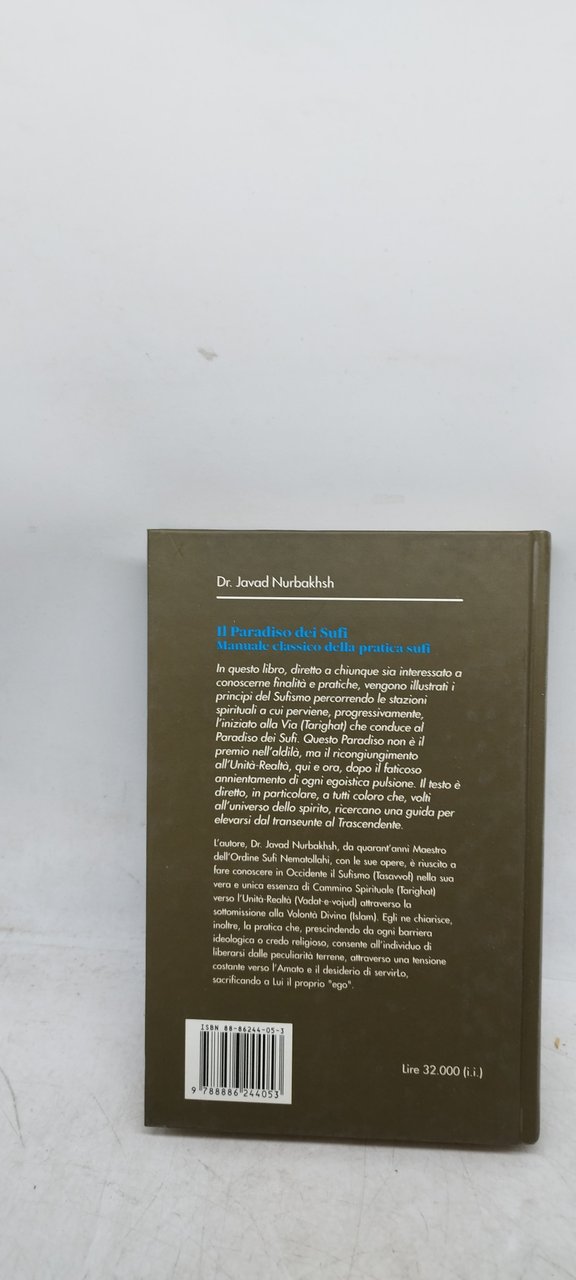 Dr. Javad Nurbakhsh
Il Paradiso dei Sufi
Manuale classico della pratica sufi
In questo libro, diretto a chiunque sia interessato a
conoscerne finalità e pratiche, vengono illustrati i
principi del Sufismo percorrendo le stazioni
spirituali a cui perviene, progressivamente,
l'iniziato alla Via (Tarighat) che conduce al
Paradiso dei Sufi. Questo Paradiso non è il
premio nell'aldilà, ma il ricongiungimento
all'Unità-Realtà, qui e ora, dopo il faticoso
annientamento di ogni egoistica pulsione. Il testo è
diretto, in particolare, a tutti coloro che, volti
all'universo dello spirito, ricercano una guida per
elevarsi dal transeunte al Trascendente.
L'autore, Dr. Javad Nurbakhsh, da quarant'anni Maestro
dell'Ordine Sufi Nematollahi, con le sue opere, è riuscito a
fare conoscere in Occidente il Sufismo (Tasavvof) nella sua
vera e unica essenza di Cammino Spirituale (Tarighat)
verso l'Unità-Realtà (Vadat-e-vojud) attraverso la
sottomissione alla Volontà Divina (Islam). Egli ne chiarisce,
inoltre, la pratica che, prescindendo da ogni barriera
ideologica o credo religioso, consente all'individuo di
liberarsi dalle peculiarità terrene, attraverso una tensione
costante verso l'Amato e il desiderio di servirLo,
sacrificando a Lui il proprio "ego".
ISBN 88-86244-05-3
9 788886 244053
Lire 32.000 (i.i.)